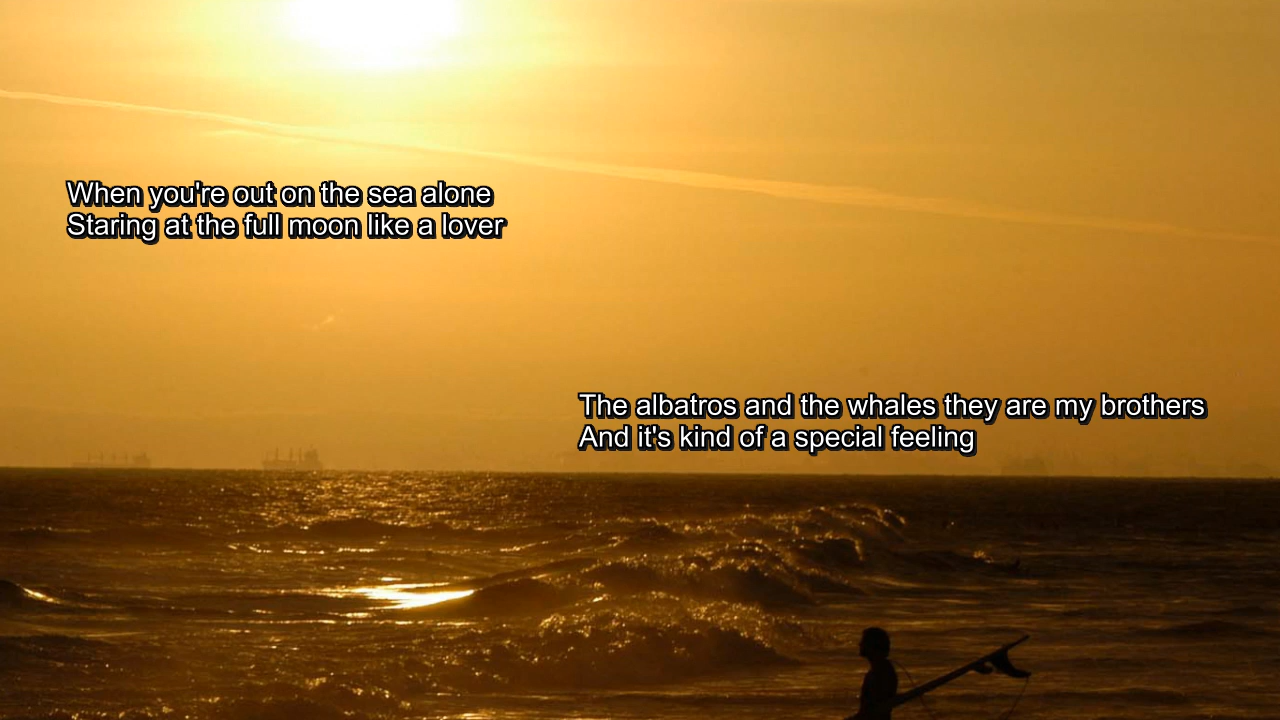 When you're out on the sea alone
Staring at the full moon like a lover
The albatros and the whales they are my brothers
And it's kind of a special feeling